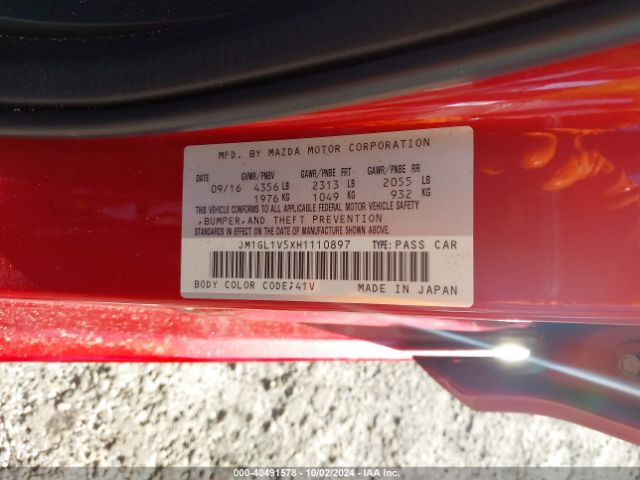 MFD. BY MAZDA MOTOR CORPORATION
DATE GVWR/PNBV GAWR/PNBE FRT GAWR/PNBE RR
09/16 4356 LB 2313 LB 2055 LB
1976 KG 1049 KG 932 KG
THIS VEHICLE CONFORMS TO ALL APPLICABLE FEDERAL MOTOR VEHICLE SAFETY
,BUMPER,AND THEFT PREVENTION
STANDARDS IN EFFECT ON THE DATE OF MANUFACTURE SHOWN ABOVE.
JM1GL1V5XH1110897 TYPE: PASS CAR
BODY COLOR CODE;41V MADE IN JAPAN
000-40491578 - 10/02/2024 - IAA Inc.